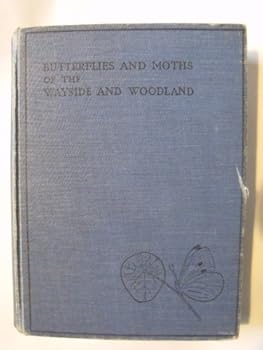 BUTTERFLIES AND MOTHS
OF THE
WAYSIDE AND WOODLAND